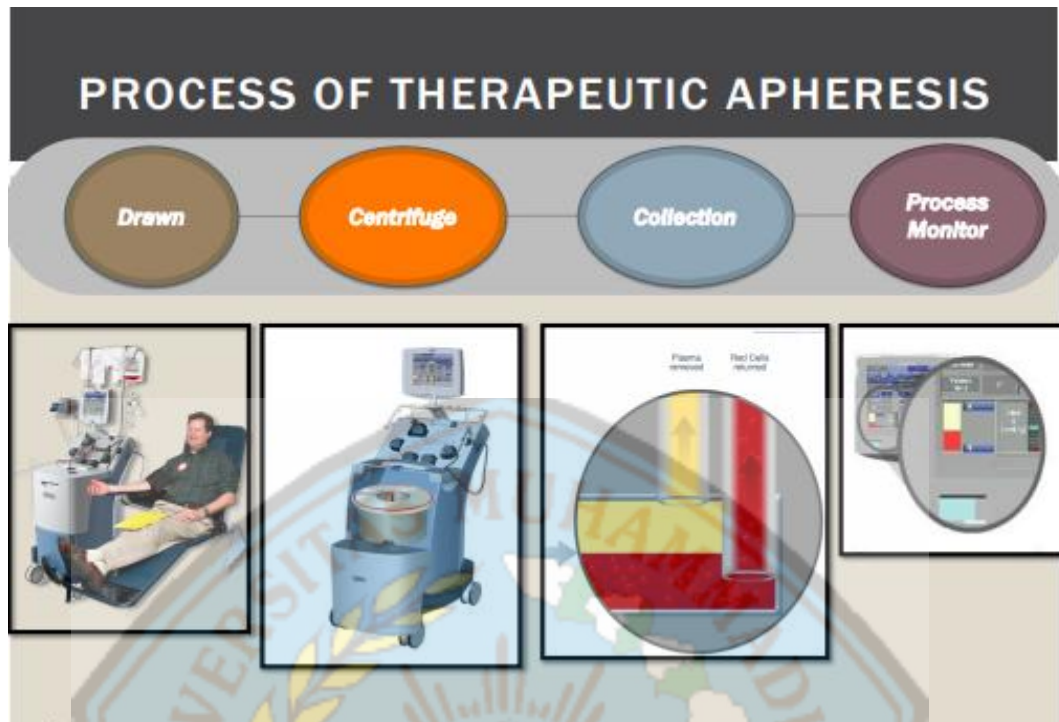 PROCESS OF THERAPEUTIC APHERESIS
Drawn
Centrifuge
Collection
Process
Monitor
Plasma
removed
Red Cells
returned